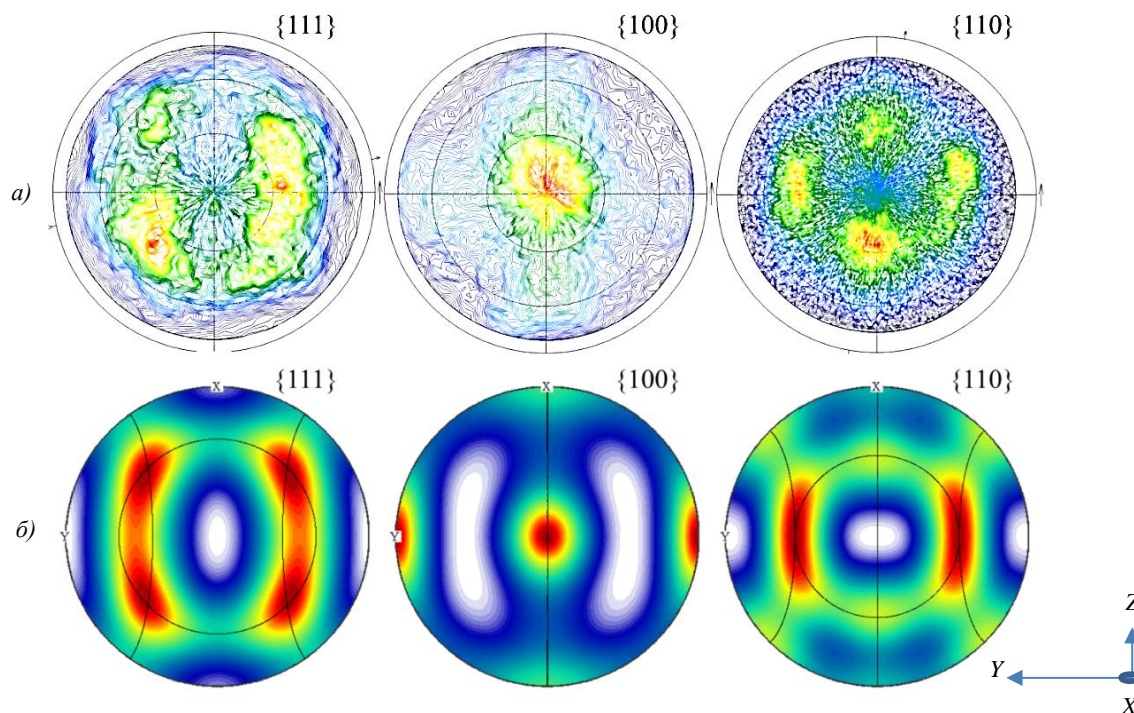 {111} {100} {110}
а)
{111} {100} {110}
X X X
б) Y Y Y
Z
Y
X